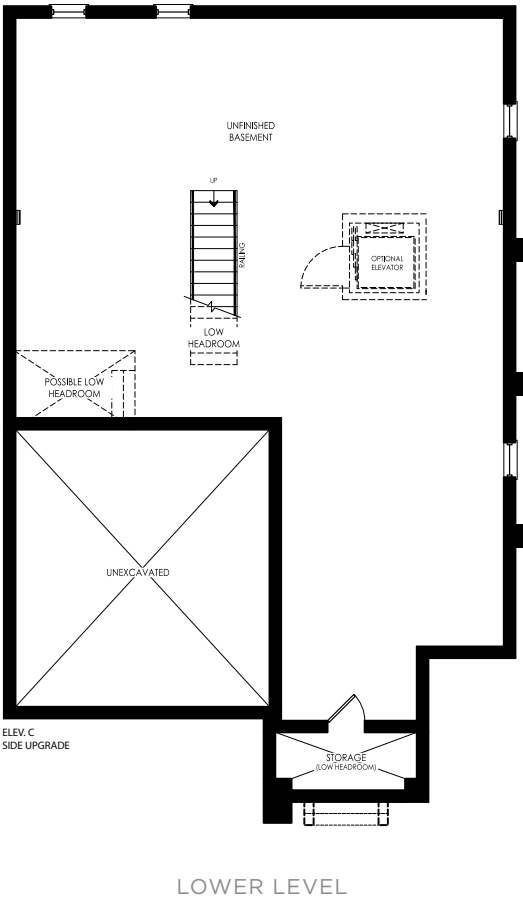 UNFINISHED
BASEMENT
UP
RAILING
OPTIONAL
ELEVATOR
LOW
HEADROOM
POSSIBLE LOW
HEADROOM
UNEXCAVATED
ELEV. C
SIDE UPGRADE
STORAGE
(LOW HEADROOM)
LOWER LEVEL